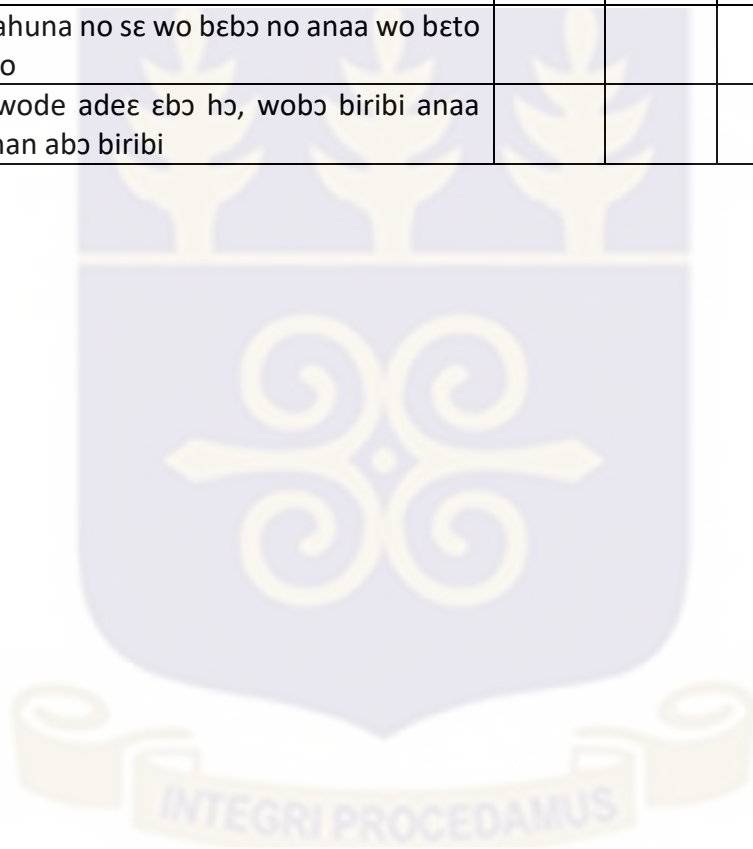 ahuna no sɛ wo bɛbɔ no anaa wo bɛto
o
wode adeɛ ɛbɔ hɔ, wobɔ biribi anaa
nan abɔ biribi
INTEGRI PROCEDAMUS